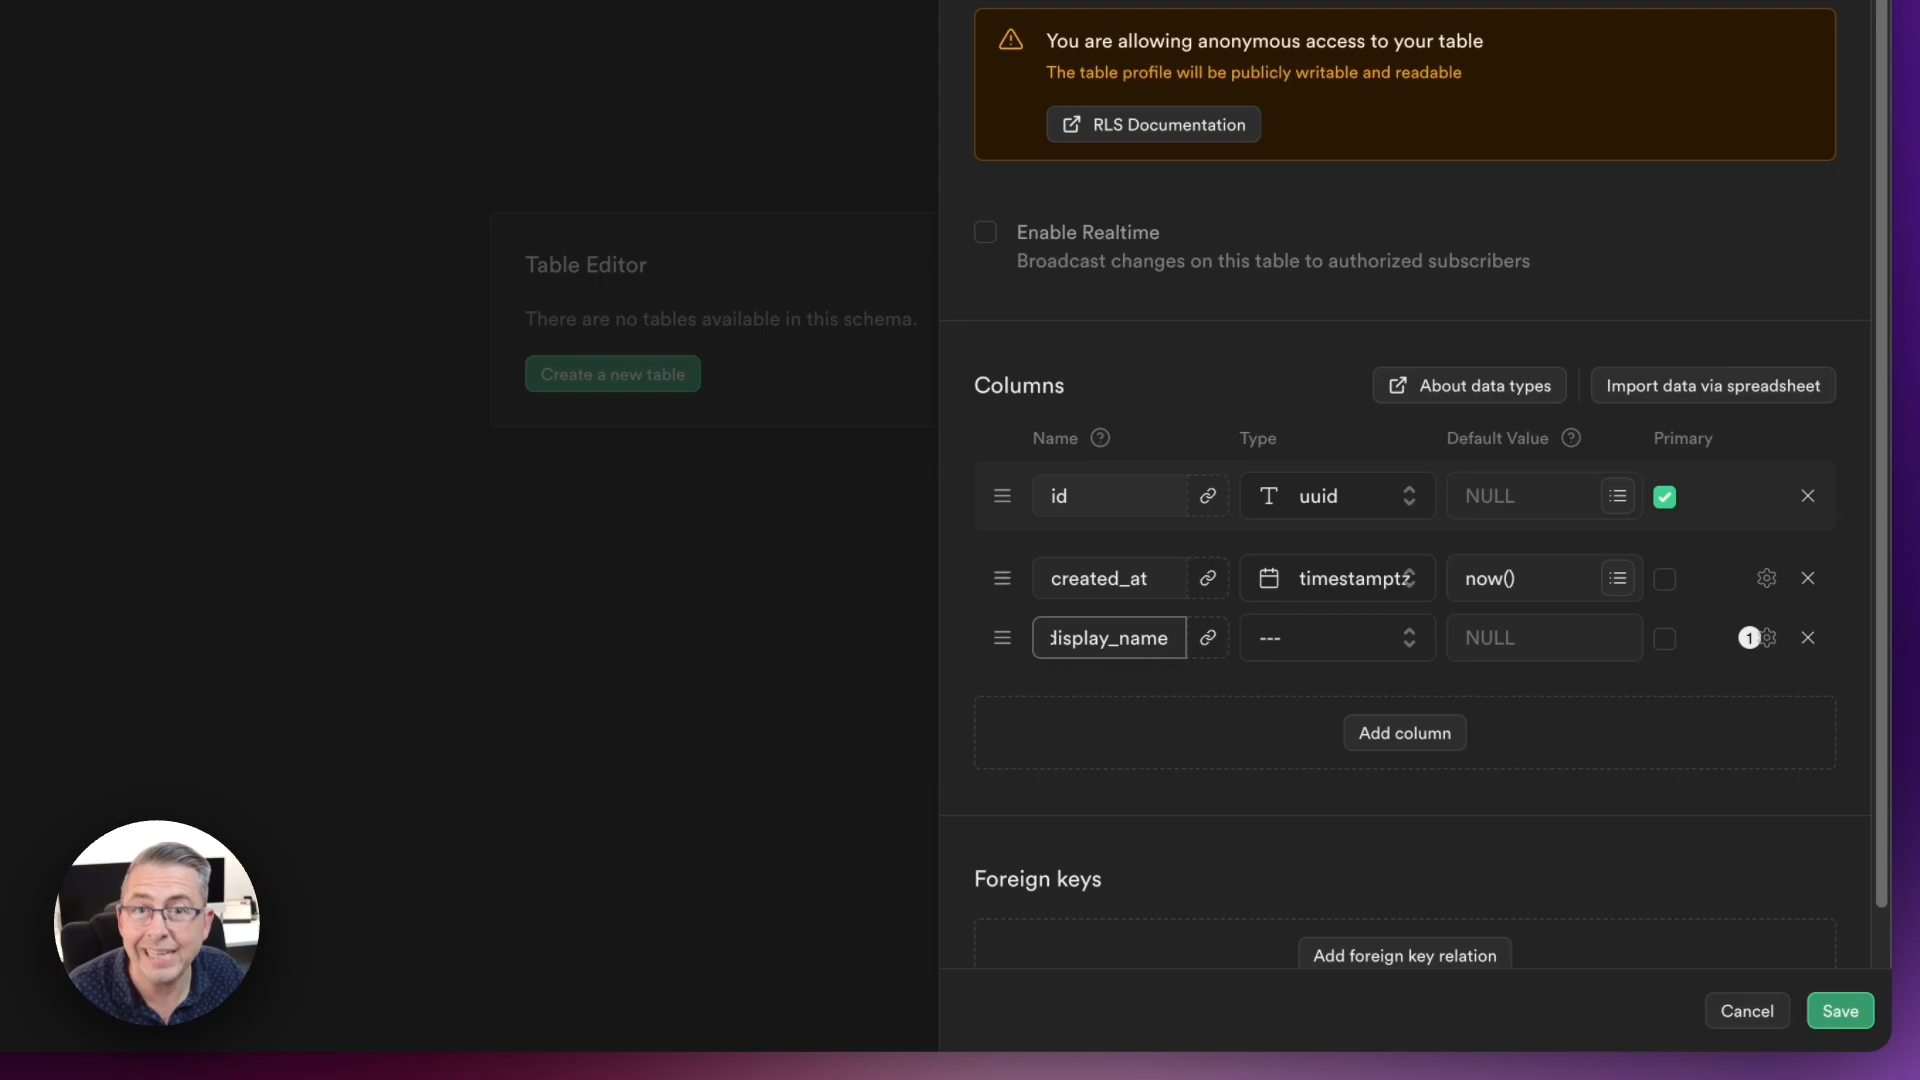 You are allowing anonymous access to your table
The table profile will be publicly writable and readable
RLS Documentation
Enable Realtime
Broadcast changes on this table to authorized subscribers
Table Editor
There are no tables available in this schema.
Create a new table
Columns
About data types
Import data via spreadsheet
Name
Type
Default Value
Primary
id
uuid
NULL
created_at
timestamptz
now()
display_name
---
NULL
1
Add column
Foreign keys
Add foreign key relation
Cancel
Save